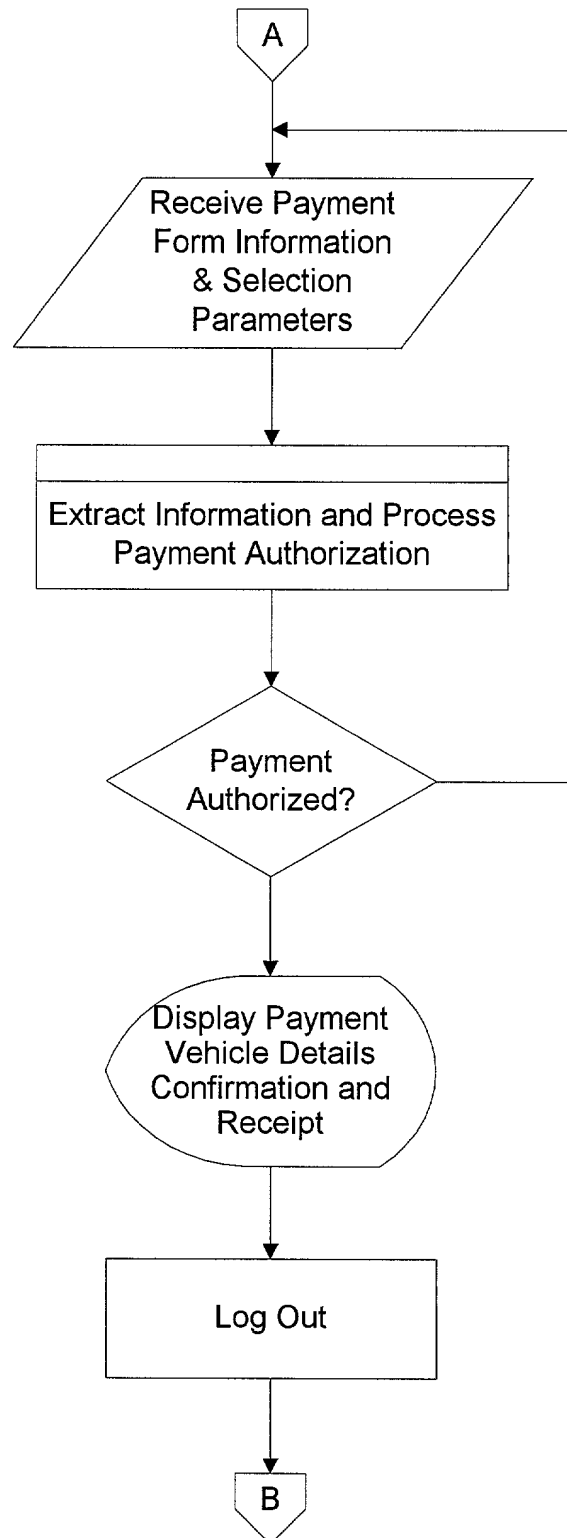 A
Receive Payment
Form Information
& Selection
Parameters
Extract Information and Process
Payment Authorization
Payment
Authorized?
Display Payment
Vehicle Details
Confirmation and
Receipt
Log Out
B